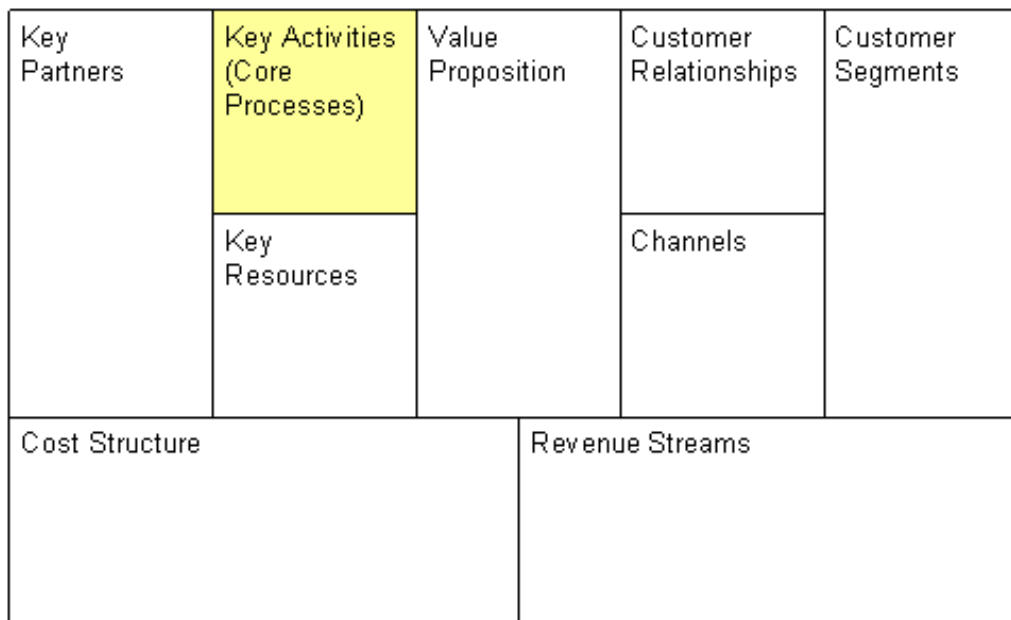 Key
Partners
Key Activities
(Core
Processes)
Value
Proposition
Customer
Relationships
Customer
Segments
Key
Resources
Channels
Cost Structure
Revenue Streams